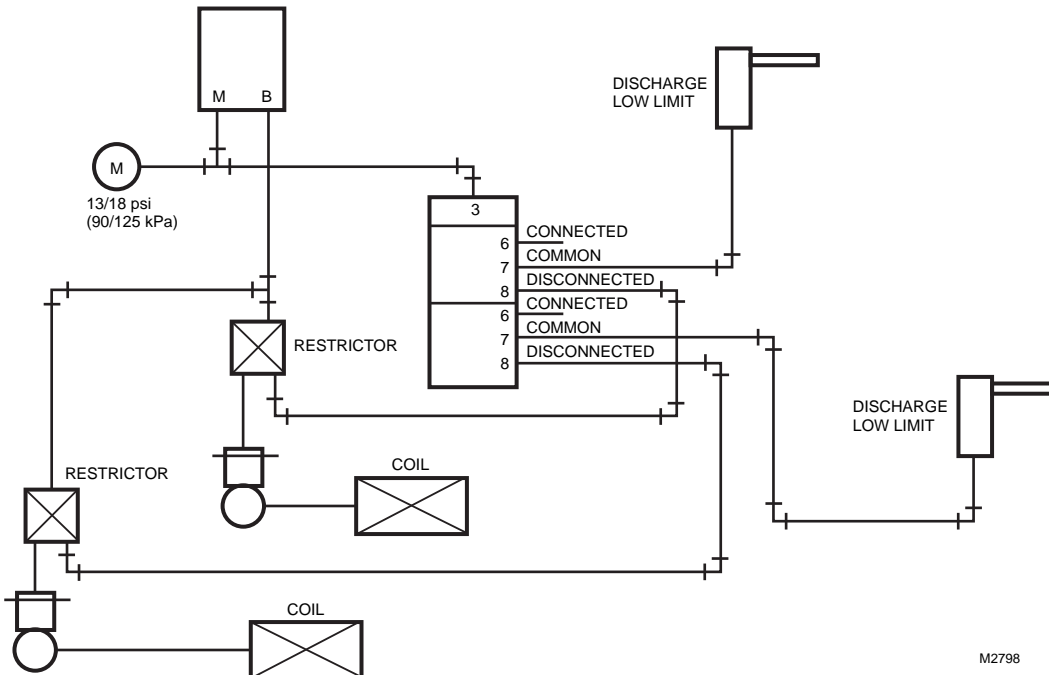 M B
DISCHARGE
LOW LIMIT
M
13/18 psi
(90/125 kPa)
3
6 CONNECTED
7 COMMON
8 DISCONNECTED
6 CONNECTED
7 COMMON
8 DISCONNECTED
RESTRICTOR
DISCHARGE
LOW LIMIT
RESTRICTOR
COIL
COIL
M2798